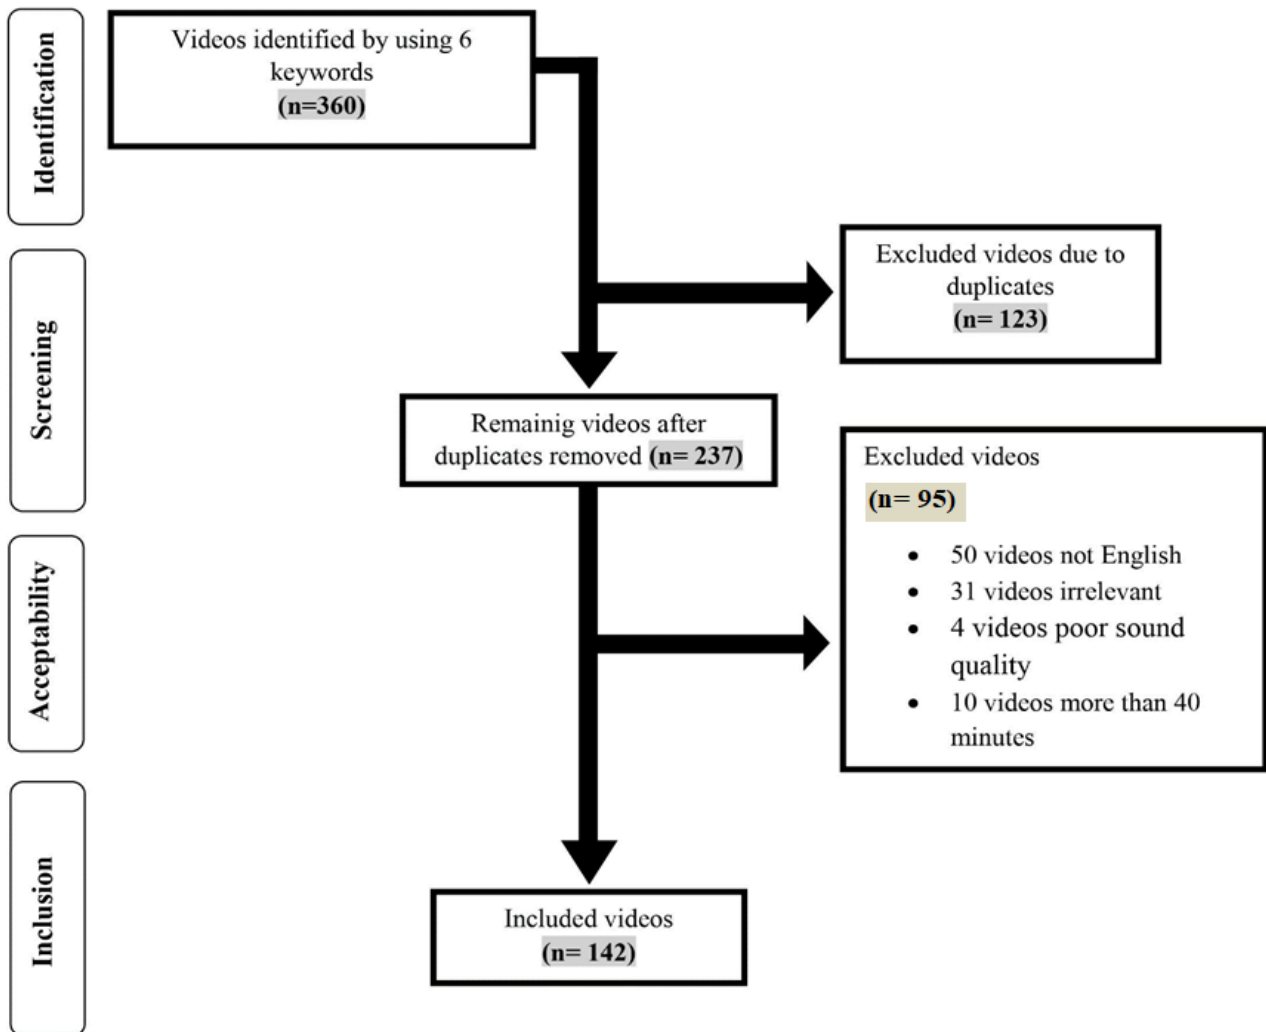 Identification
Videos identified by using 6
keywords
(n=360)
Screening
Excluded videos due to
duplicates
(n= 123)
Remainig videos after
duplicates removed (n= 237)
Acceptability
Excluded videos
(n= 95)
• 50 videos not English
• 31 videos irrelevant
• 4 videos poor sound
quality
• 10 videos more than 40
minutes
Inclusion
Included videos
(n= 142)